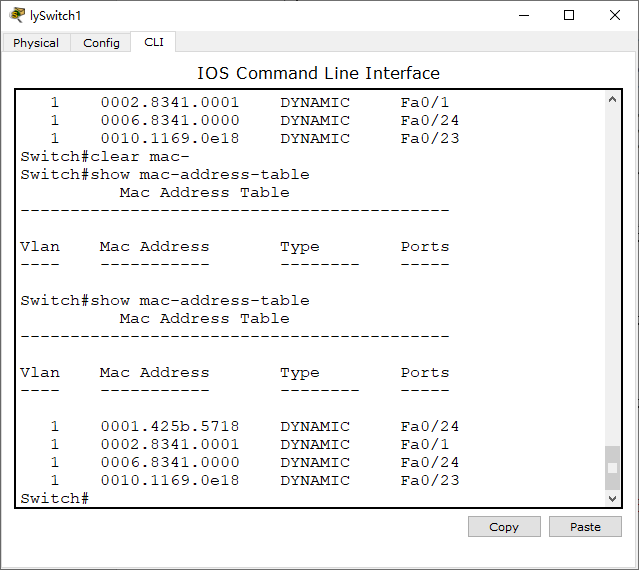 lySwitch1
Physical Config CLI
IOS Command Line Interface
1 0002.8341.0001 DYNAMIC Fa0/1
1 0006.8341.0000 DYNAMIC Fa0/24
1 0010.1169.0e18 DYNAMIC Fa0/23
Switch#clear mac-
Switch#show mac-address-table
Mac Address Table
-------------------------------------------
Vlan Mac Address Type Ports
---- ----------- -------- -----
Switch#show mac-address-table
Mac Address Table
-------------------------------------------
Vlan Mac Address Type Ports
---- ----------- -------- -----
1 0001.425b.5718 DYNAMIC Fa0/24
1 0002.8341.0001 DYNAMIC Fa0/1
1 0006.8341.0000 DYNAMIC Fa0/24
1 0010.1169.0e18 DYNAMIC Fa0/23
Switch#
Copy Paste